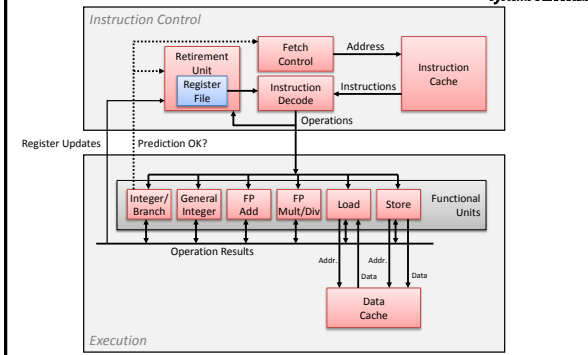 Instruction Control
Fetch
Control
Address
Instruction
Cache
Retirement
Unit
Register
File
Instruction
Decode
Instructions
Operations
Register Updates
Prediction OK?
Integer/
Branch
General
Integer
FP
Add
FP
Mult/Div
Load
Store
Functional
Units
Operation Results
Addr.
Data
Addr.
Data
Data
Cache
Execution